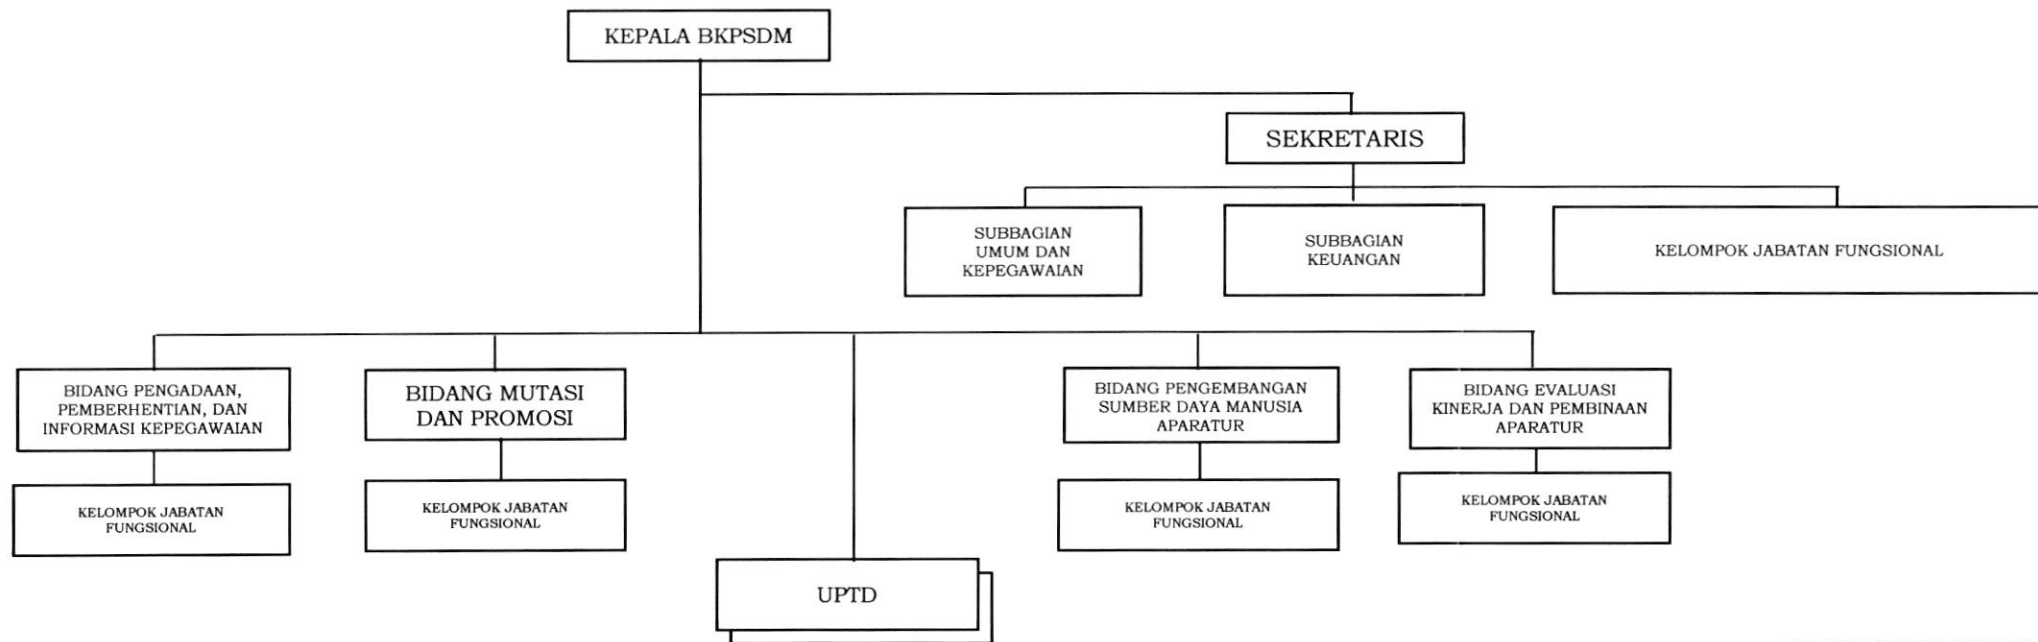 KEPALA BKPSDM
SEKRETARIS
SUBBAGIAN
UMUM DAN
KEPEGAWAIAN
SUBBAGIAN
KEUANGAN
KELOMPOK JABATAN FUNGSIONAL
BIDANG PENGADAAN,
PEMBERHENTIAN, DAN
INFORMASI KEPEGAWAIAN
BIDANG MUTASI
DAN PROMOSI
BIDANG PENGEMBANGAN
SUMBER DAYA MANUSIA
APARATUR
BIDANG EVALUASI
KINERJA DAN PEMBINAAN
APARATUR
KELOMPOK JABATAN
FUNGSIONAL
KELOMPOK JABATAN
FUNGSIONAL
KELOMPOK JABATAN
FUNGSIONAL
KELOMPOK JABATAN
FUNGSIONAL
UPTD